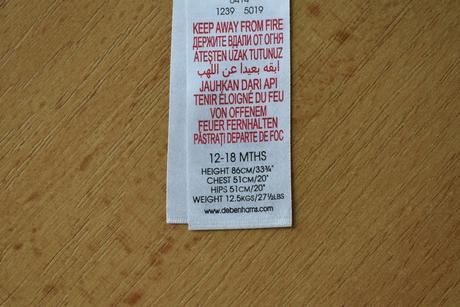 1239 5019
KEEP AWAY FROM FIRE
ДЕРЖИТЕ ВДАЛИ ОТ ОГНЯ
ATEŞTEN UZAK TUTUNUZ
أبقه بعيدا عن اللهب
JAUHKAN DARI API
TENIR ÉLOIGNÉ DU FEU
VON OFFENEM
FEUER FERNHALTEN
PĂSTRAŢI DEPARTE DE FOC
12-18 MTHS
HEIGHT 86CM/33¾"
CHEST 51CM/20"
HIPS 51CM/20"
WEIGHT 12.5KGS/27½LBS
www.debenhams.com